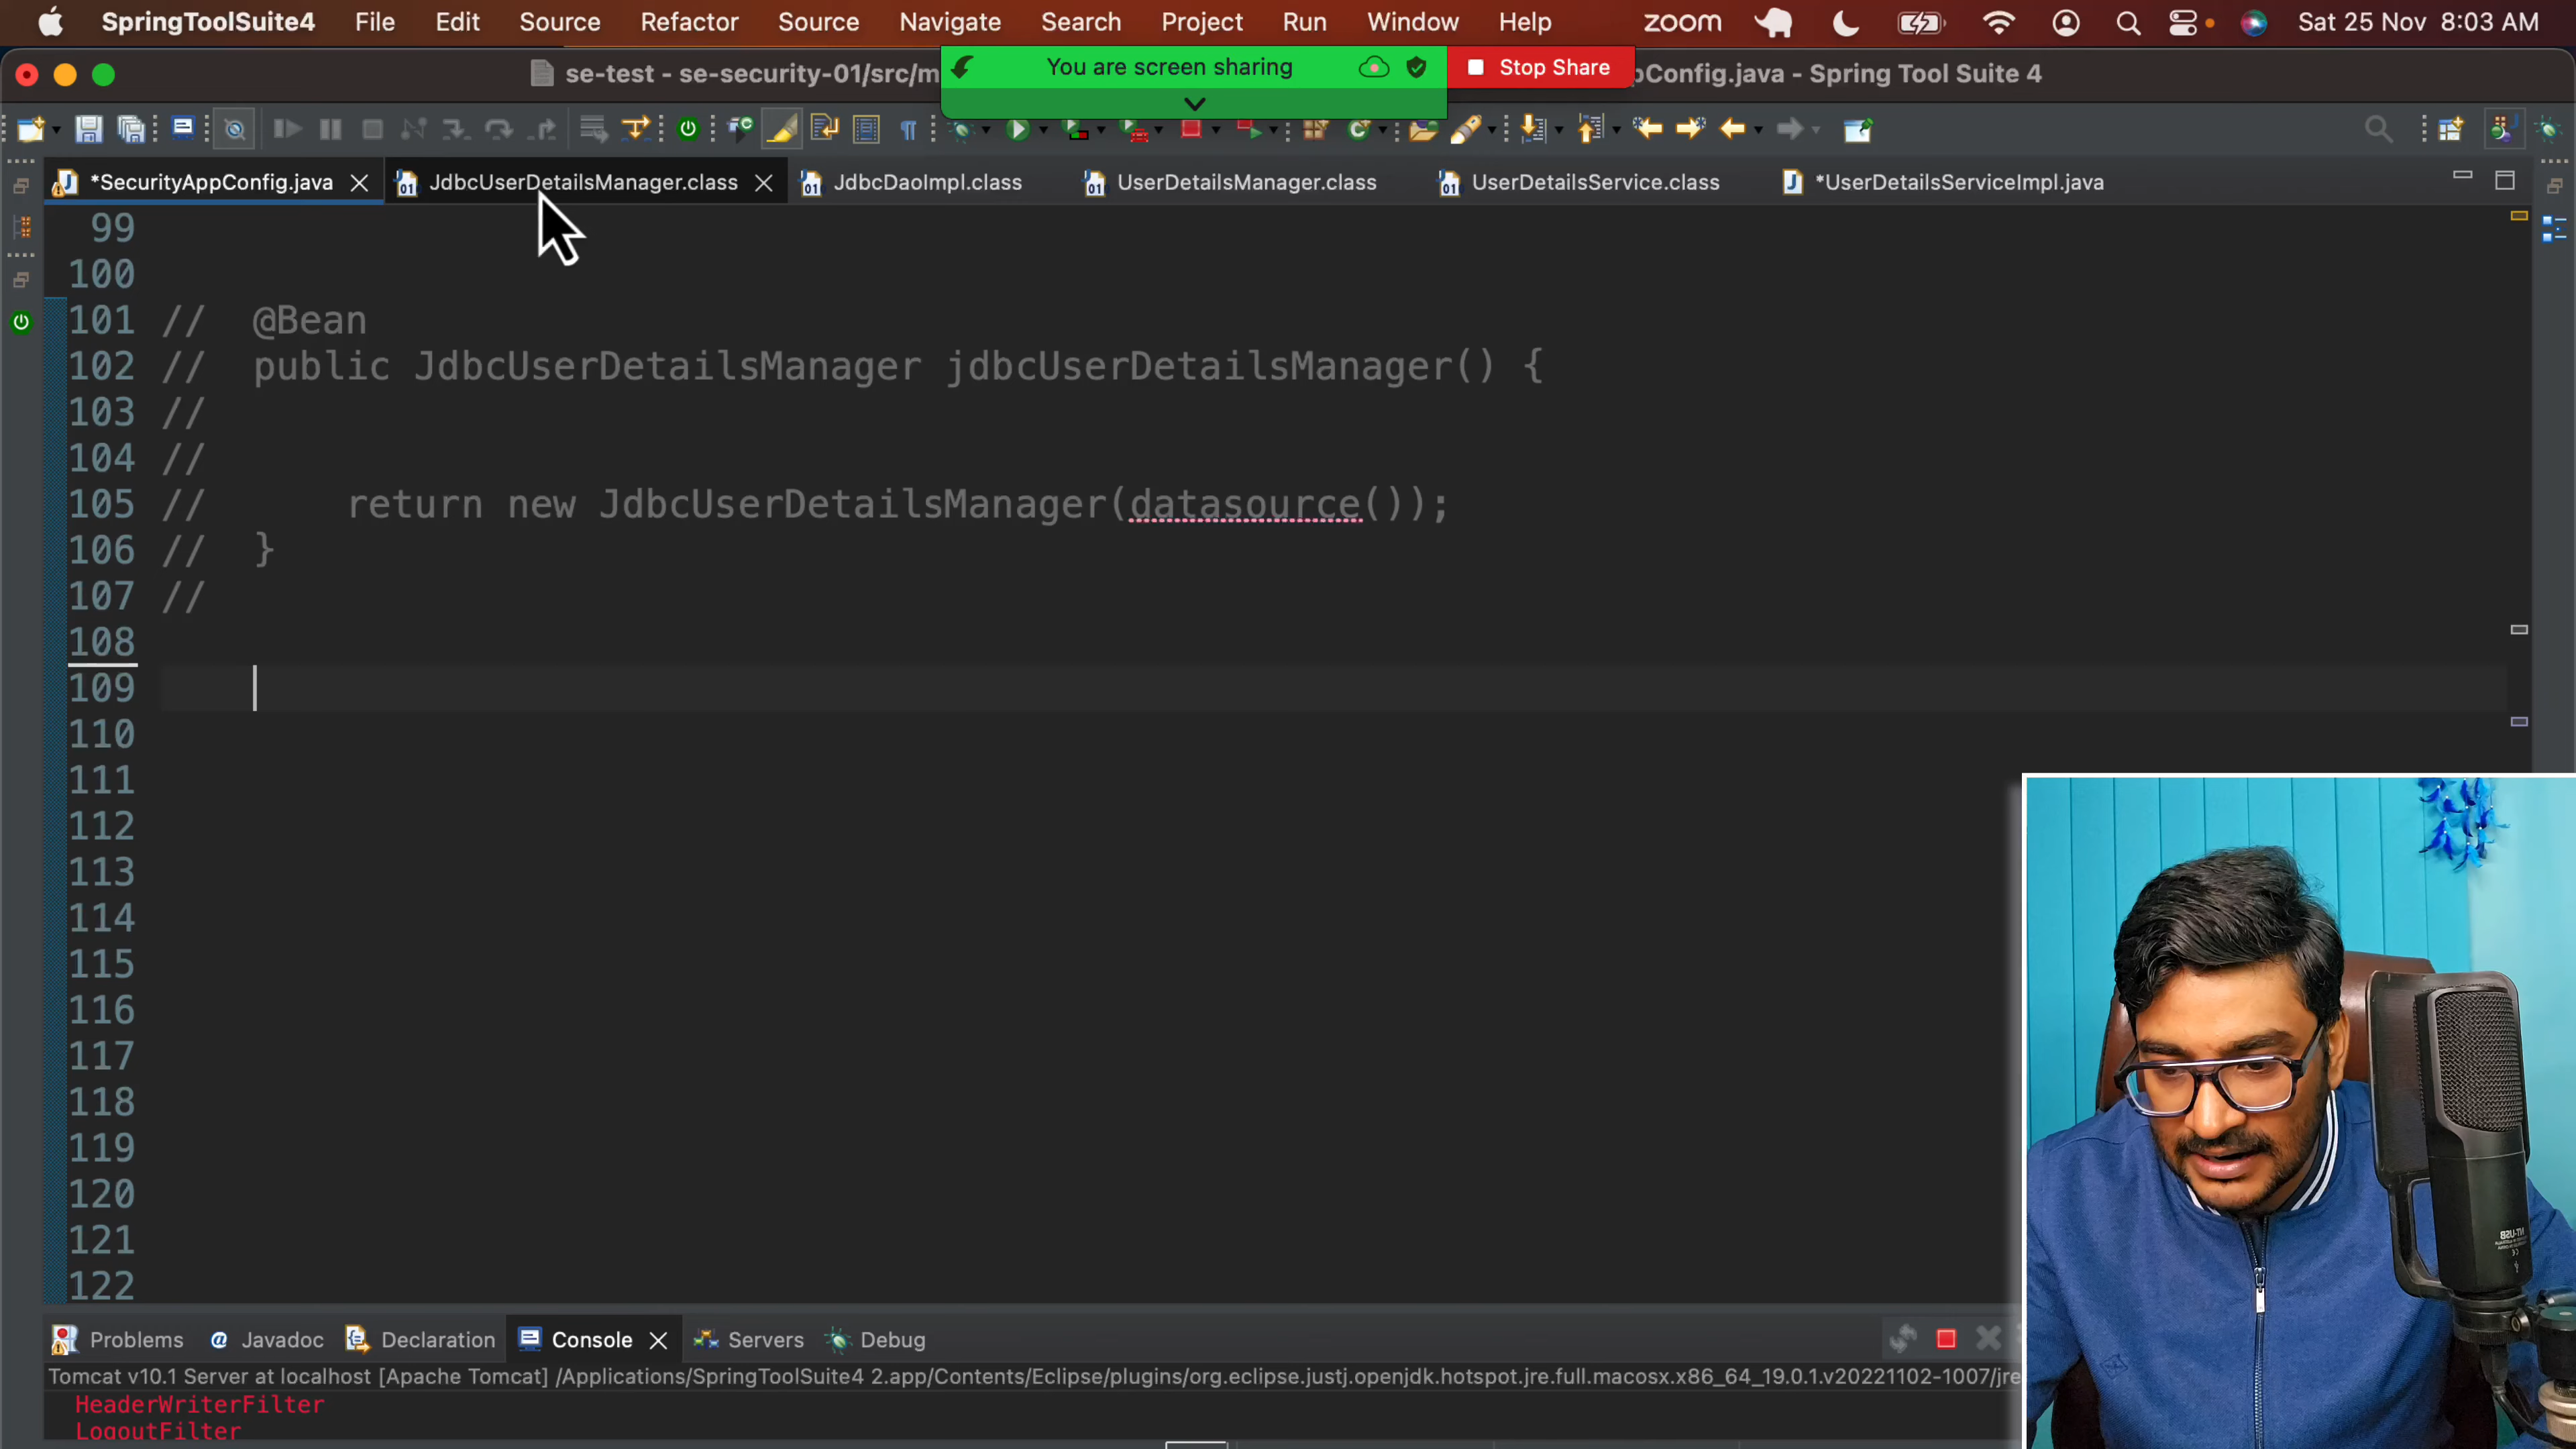 SpringToolSuite4 File Edit Source Refactor Source Navigate Search Project Run Window Help zoom Sat 25 Nov 8:03 AM
se-test - se-security-01/src/m
You are screen sharing
Stop Share
pConfig.java - Spring Tool Suite 4
*SecurityAppConfig.java JdbcUserDetailsManager.class JdbcDaoImpl.class UserDetailsManager.class UserDetailsService.class *UserDetailsServiceImpl.java
99
100
101 // @Bean
102 // public JdbcUserDetailsManager jdbcUserDetailsManager() {
103 //
104 //
105 // return new JdbcUserDetailsManager(datasource());
106 // }
107 //
108
109
110
111
112
113
114
115
116
117
118
119
120
121
122
Problems @ Javadoc Declaration Console Servers Debug
Tomcat v10.1 Server at localhost [Apache Tomcat] /Applications/SpringToolSuite4 2.app/Contents/Eclipse/plugins/org.eclipse.justj.openjdk.hotspot.jre.full.macosx.x86_64_19.0.1.v20221102-1007/jre
HeaderWriterFilter
LogoutFilter
NT-USB